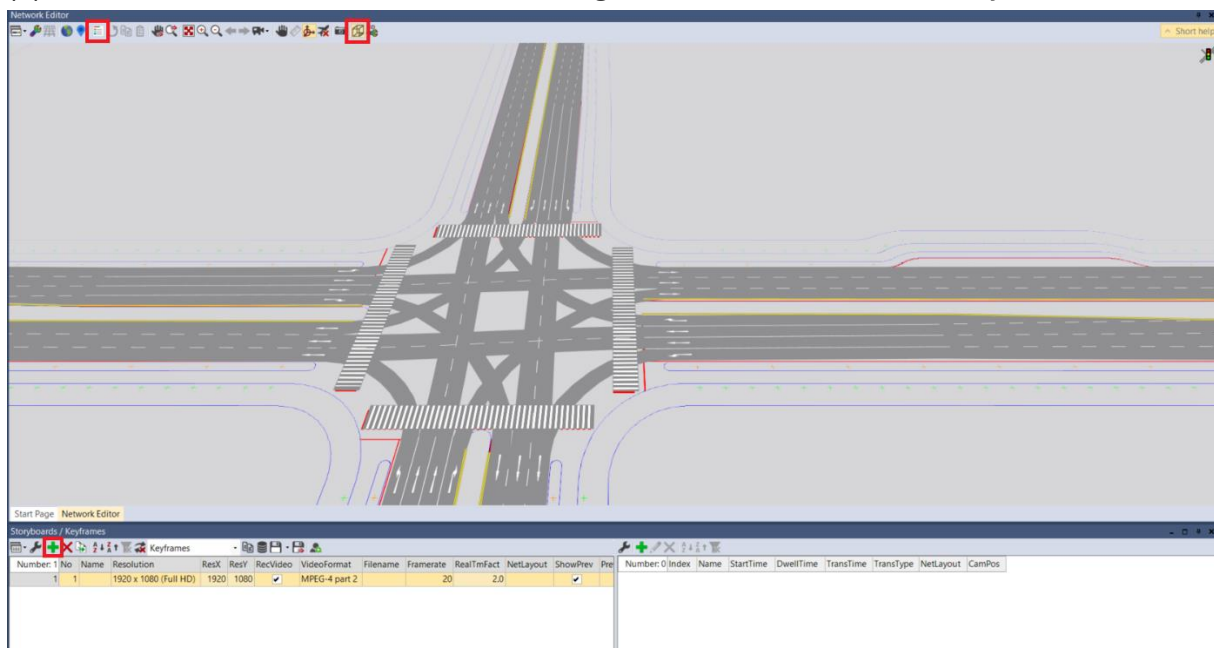 Network Editor
Short help
Start Page Network Editor
Storyboards / Keyframes
Keyframes
Number: 1 No Name Resolution ResX ResY RecVideo VideoFormat Filename Framerate RealTmFact NetLayout ShowPrev Pre
1 1 1920 x 1080 (Full HD) 1920 1080 MPEG-4 part 2 20 2.0
Number: 0 Index Name StartTime DwellTime TransTime TransType NetLayout CamPos